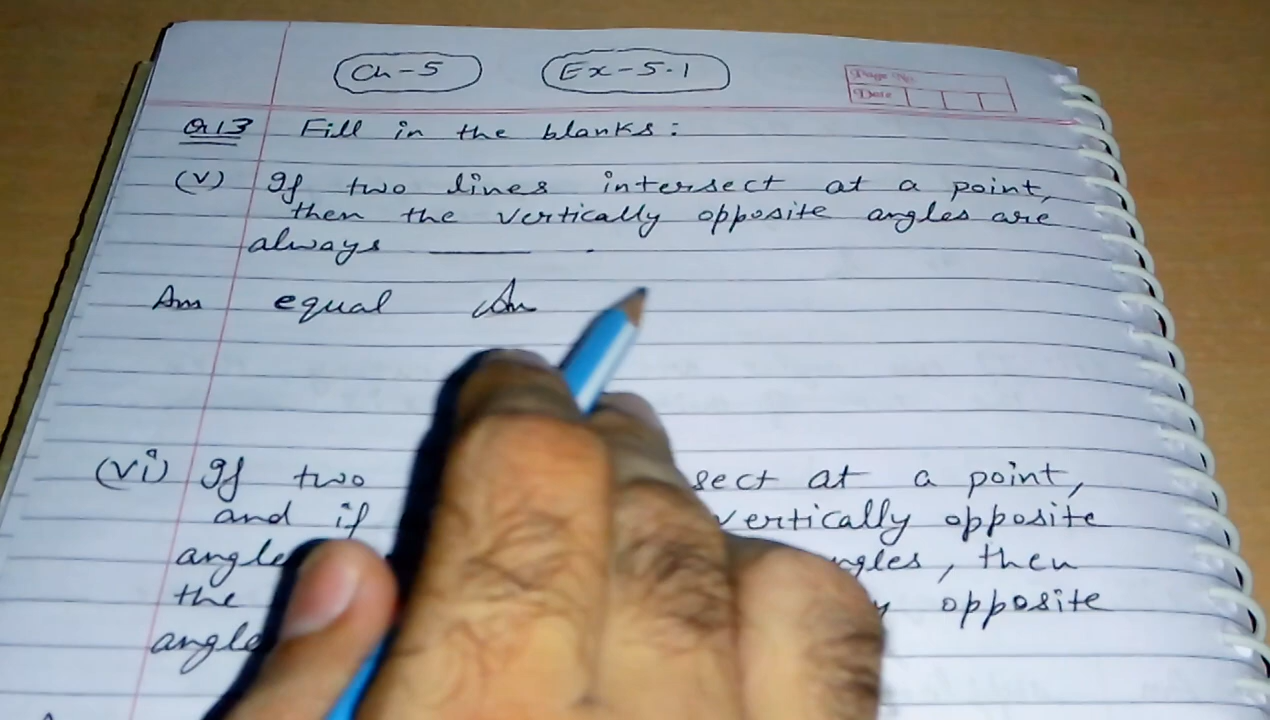 Ch-5 Ex-5.1
Page No.
Date
Q13 Fill in the blanks:
(V) If two lines intersect at a point,
then the vertically opposite angles are
always ______ .
Ans equal Ans
(Vi) If two sect at a point,
and if vertically opposite
angle ngles, then
the y opposite
angle